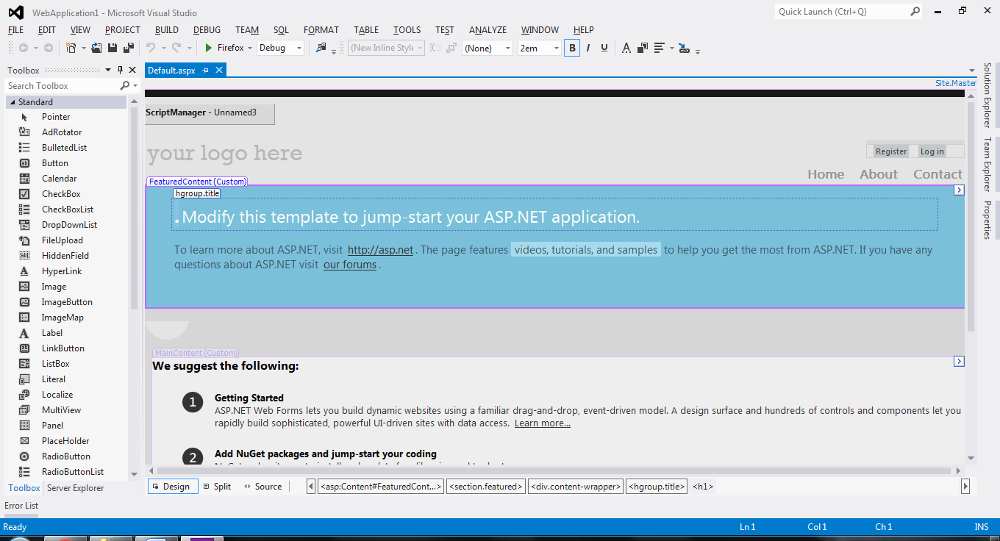 WebApplication1 - Microsoft Visual Studio
Quick Launch (Ctrl+Q)
FILE EDIT VIEW PROJECT BUILD DEBUG TEAM SQL FORMAT TABLE TOOLS TEST ANALYZE WINDOW HELP
Firefox Debug (New Inline Style (None) 2em B I U A
Toolbox
Default.aspx
Search Toolbox
Site.Master
Standard
Pointer
AdRotator
BulletedList
Button
Calendar
CheckBox
CheckBoxList
DropDownList
FileUpload
HiddenField
HyperLink
Image
ImageButton
ImageMap
Label
LinkButton
ListBox
Literal
Localize
MultiView
Panel
PlaceHolder
RadioButton
RadioButtonList
Toolbox Server Explorer
ScriptManager - Unnamed3
your logo here
Register Log in
Home About Contact
FeaturedContent (Custom)
hgroup.title
. Modify this template to jump-start your ASP.NET application.
To learn more about ASP.NET, visit http://asp.net . The page features videos, tutorials, and samples to help you get the most from ASP.NET. If you have any
questions about ASP.NET visit our forums .
MainContent (Custom)
We suggest the following:
1 Getting Started
ASP.NET Web Forms lets you build dynamic websites using a familiar drag-and-drop, event-driven model. A design surface and hundreds of controls and components let you
rapidly build sophisticated, powerful UI-driven sites with data access. Learn more...
2 Add NuGet packages and jump-start your coding
Design Split Source <asp:Content#FeaturedCont...> <section.featured> <div.content-wrapper> <hgroup.title> <h1>
Solution Explorer
Team Explorer
Properties
Error List
Ready Ln 1 Col 1 Ch 1 INS